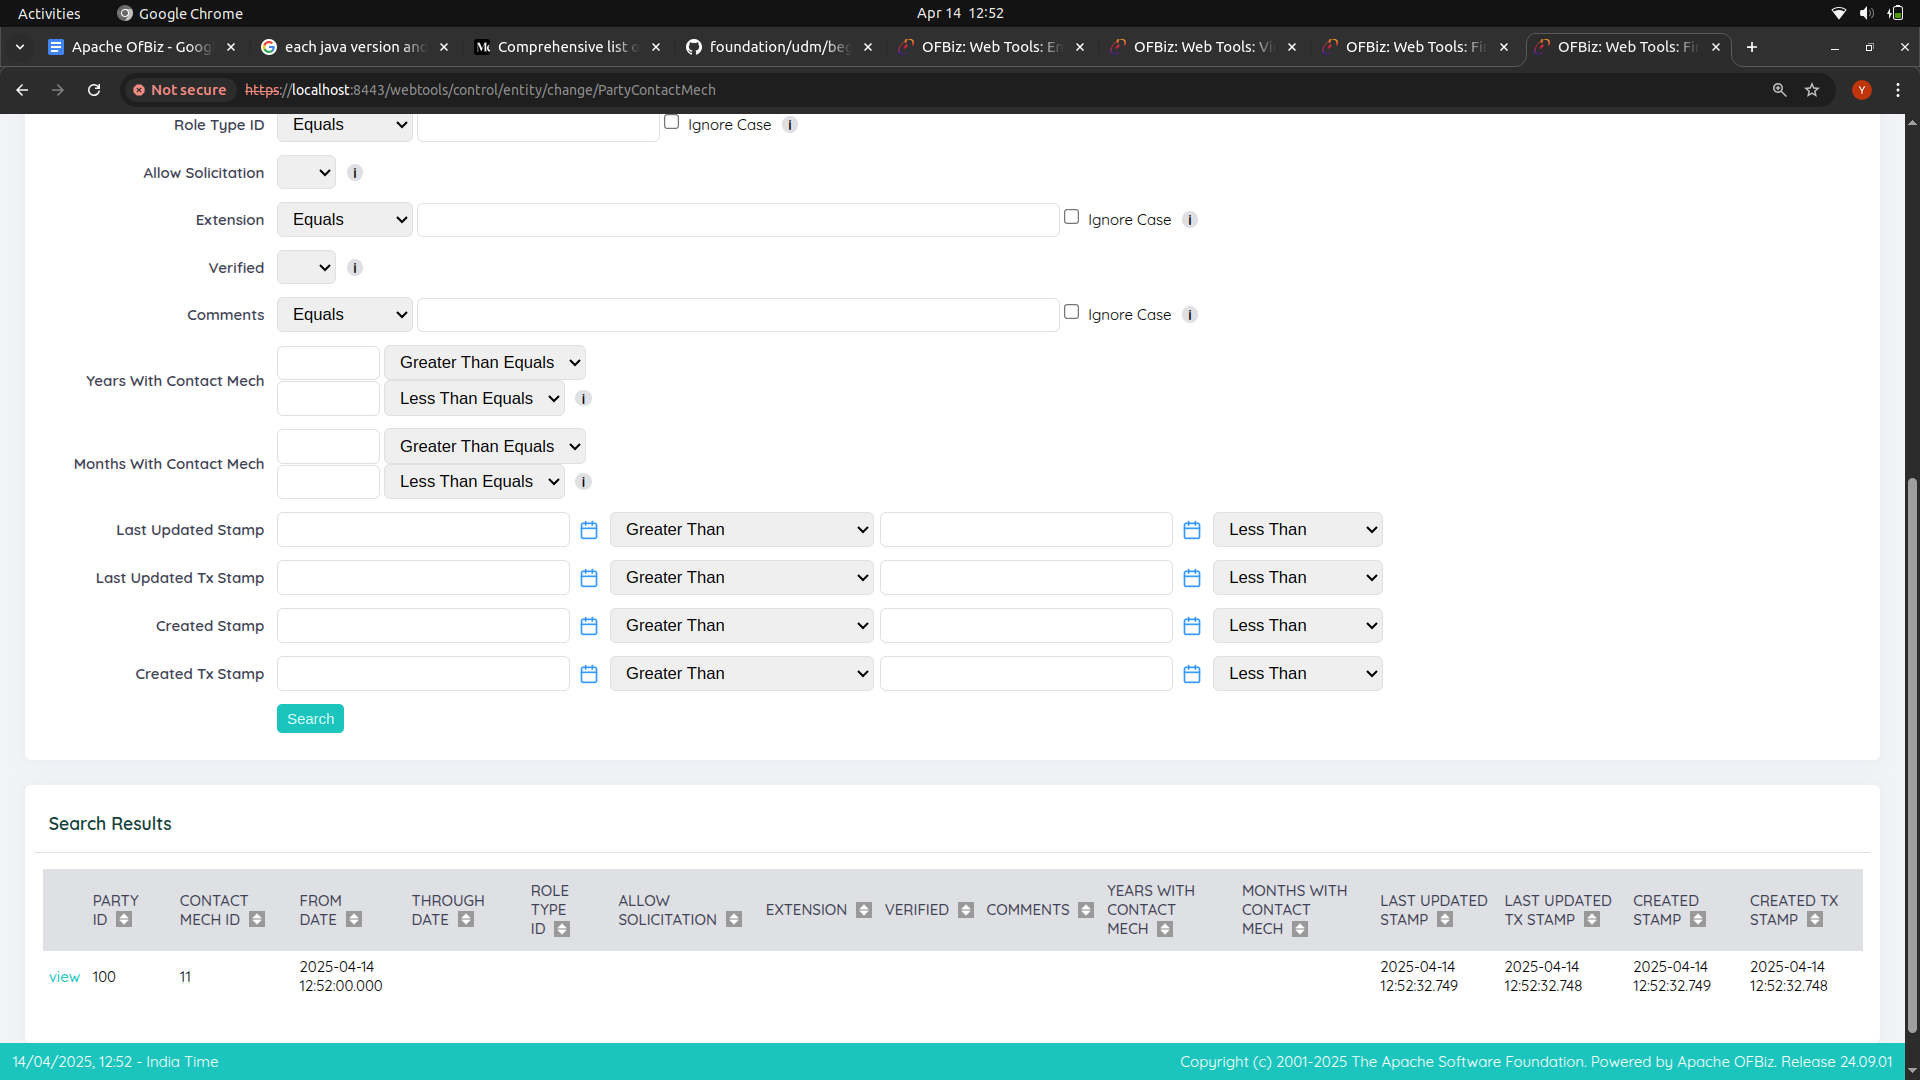 Activities
Google Chrome
Apr 14 12:52
Apache OfBiz - Goog
each java version and
Comprehensive list o
foundation/udm/beg
OFBiz: Web Tools: En
OFBiz: Web Tools: Vi
OFBiz: Web Tools: Fi
OFBiz: Web Tools: Fi
Not secure
https://localhost:8443/webtools/control/entity/change/PartyContactMech
Y
Role Type ID Equals Ignore Case i
Allow Solicitation i
Extension Equals Ignore Case i
Verified i
Comments Equals Ignore Case i
Years With Contact Mech Greater Than Equals
Less Than Equals i
Months With Contact Mech Greater Than Equals
Less Than Equals i
Last Updated Stamp Greater Than Less Than
Last Updated Tx Stamp Greater Than Less Than
Created Stamp Greater Than Less Than
Created Tx Stamp Greater Than Less Than
Search
Search Results
PARTY ID
CONTACT MECH ID
FROM DATE
THROUGH DATE
ROLE TYPE ID
ALLOW SOLICITATION
EXTENSION
VERIFIED
COMMENTS
YEARS WITH CONTACT MECH
MONTHS WITH CONTACT MECH
LAST UPDATED STAMP
LAST UPDATED TX STAMP
CREATED STAMP
CREATED TX STAMP
view 100 11 2025-04-14 12:52:00.000 2025-04-14 12:52:32.749 2025-04-14 12:52:32.748 2025-04-14 12:52:32.749 2025-04-14 12:52:32.748
14/04/2025, 12:52 - India Time
Copyright (c) 2001-2025 The Apache Software Foundation. Powered by Apache OFBiz. Release 24.09.01